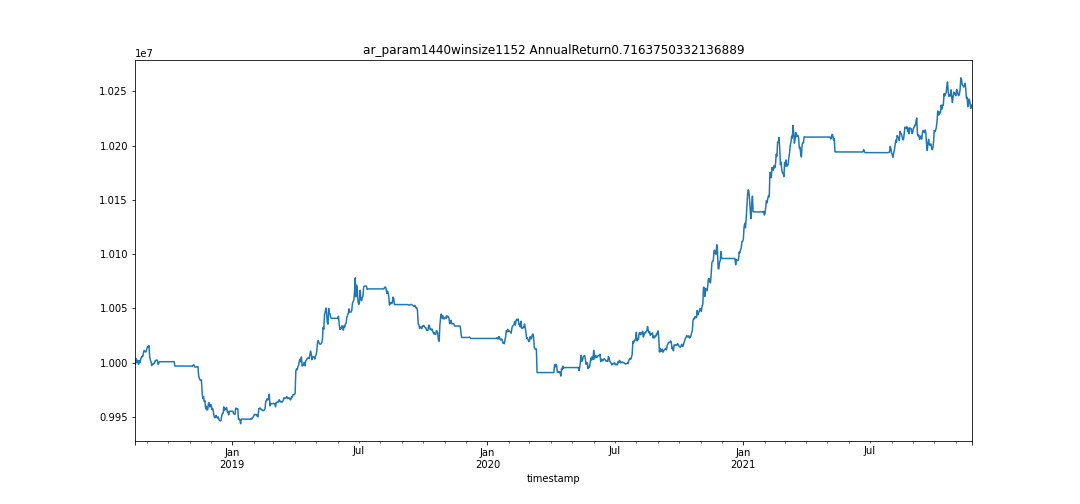 ar_param1440winsize1152 AnnualReturn0.7163750332136889
1e7
1.025
1.020
1.015
1.010
1.005
1.000
0.995
Jan Jul Jan Jul Jan Jul
2019 2020 2021
timestamp